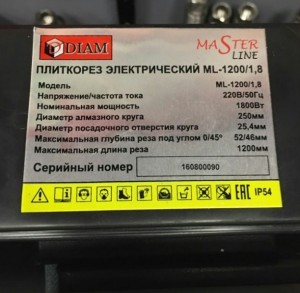 DIAM
MASTER
LINE
ПЛИТКОРЕЗ ЭЛЕКТРИЧЕСКИЙ ML-1200/1,8
Модель ML-1200/1,8
Напряжение/частота тока 220В/50Гц
Номинальная мощность 1800Вт
Диаметр алмазного круга 250мм
Диаметр посадочного отверстия круга 25,4мм
Максимальная глубина реза под углом 0/45° 52/46мм
Максимальная длина реза 1200мм
Серийный номер 160800090
EAC IP54